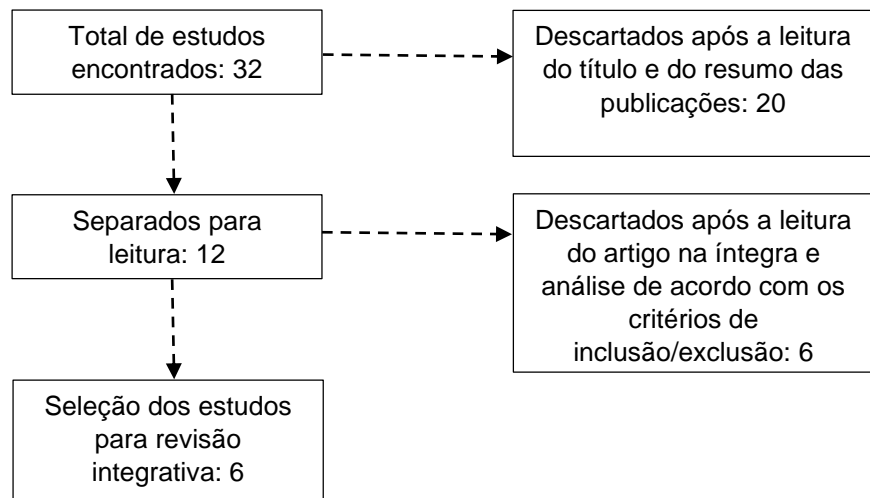 Total de estudos
encontrados: 32
Descartados após a leitura
do título e do resumo das
publicações: 20
Separados para
leitura: 12
Descartados após a leitura
do artigo na íntegra e
análise de acordo com os
critérios de
inclusão/exclusão: 6
Seleção dos estudos
para revisão
integrativa: 6